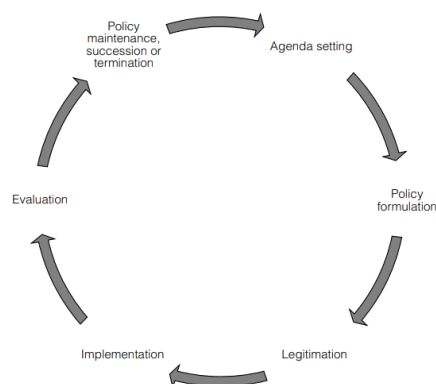 Policy
maintenance,
succession or
termination
Agenda setting
Policy
formulation
Legitimation
Implementation
Evaluation